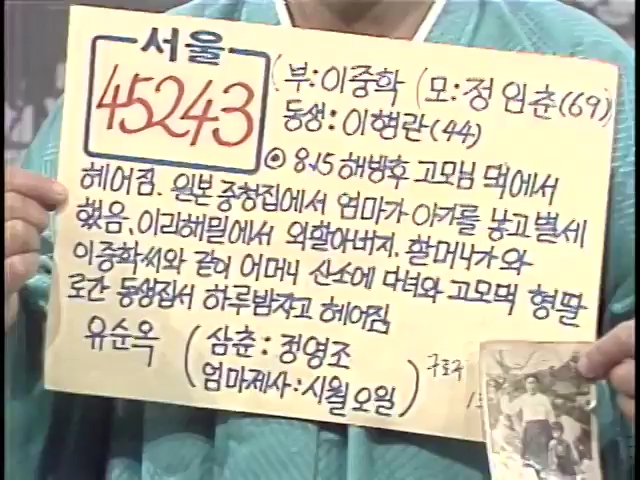 서울
45243
(부:이중학 (모:정임춘(69)
동생:이형란(44)
◎ 8.15 해방후 고모님 댁에서
헤어짐. 일본 중창집에서 엄마가 아기를 낳고 별세
했음. 이리해밀에서 외할아버지. 할머니가 와
이중학씨와 같이 어머니 산소에 다녀와 고모댁 형딸
로간 동생집서 하루밤자고 헤어짐
유순옥
(삼춘:정영조
엄마제사:시월오일)
구로구